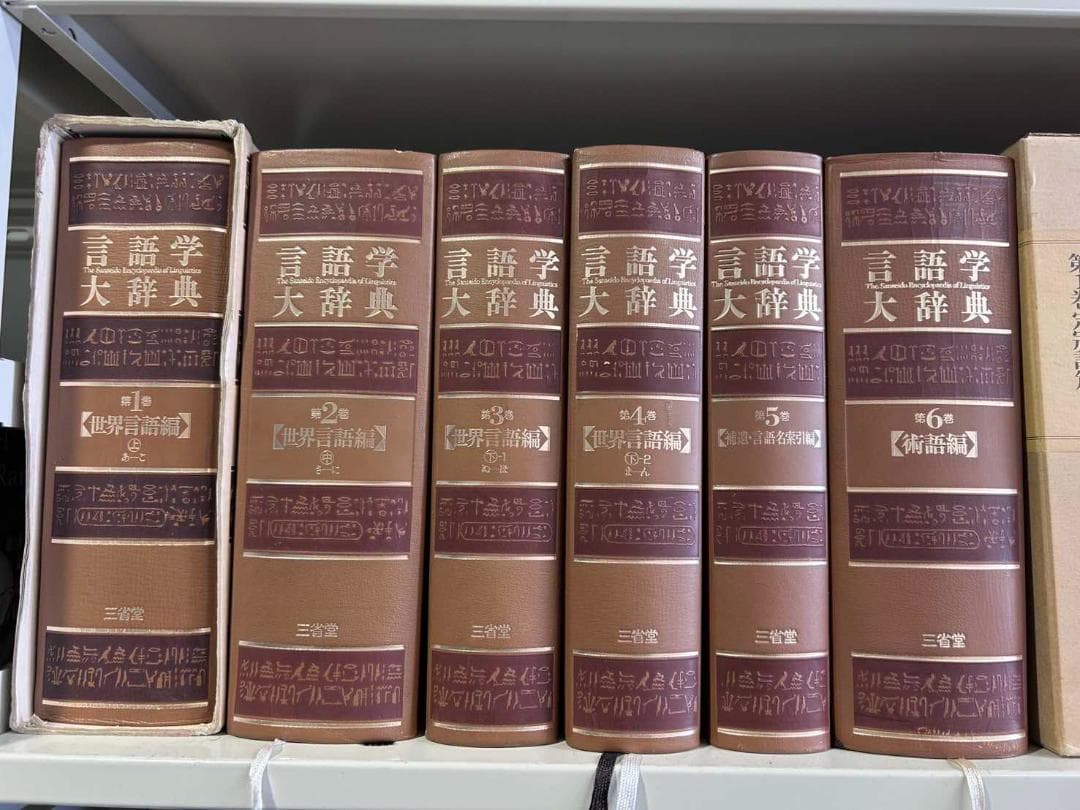 言語学
The Sanseido Encyclopaedia of Linguistics
大辞典
第1巻
【世界言語編】
上
あ―こ
三省堂
言語学
The Sanseido Encyclopaedia of Linguistics
大辞典
第2巻
【世界言語編】
中
さ―に
三省堂
言語学
The Sanseido Encyclopaedia of Linguistics
大辞典
第3巻
【世界言語編】
下-1
ぬ―ほ
三省堂
言語学
The Sanseido Encyclopaedia of Linguistics
大辞典
第4巻
【世界言語編】
下-2
ま―ん
三省堂
言語学
The Sanseido Encyclopaedia of Linguistics
大辞典
第5巻
【補遺・言語名索引編】
三省堂
言語学
The Sanseido Encyclopaedia of Linguistics
大辞典
第6巻
【術語編】
三省堂